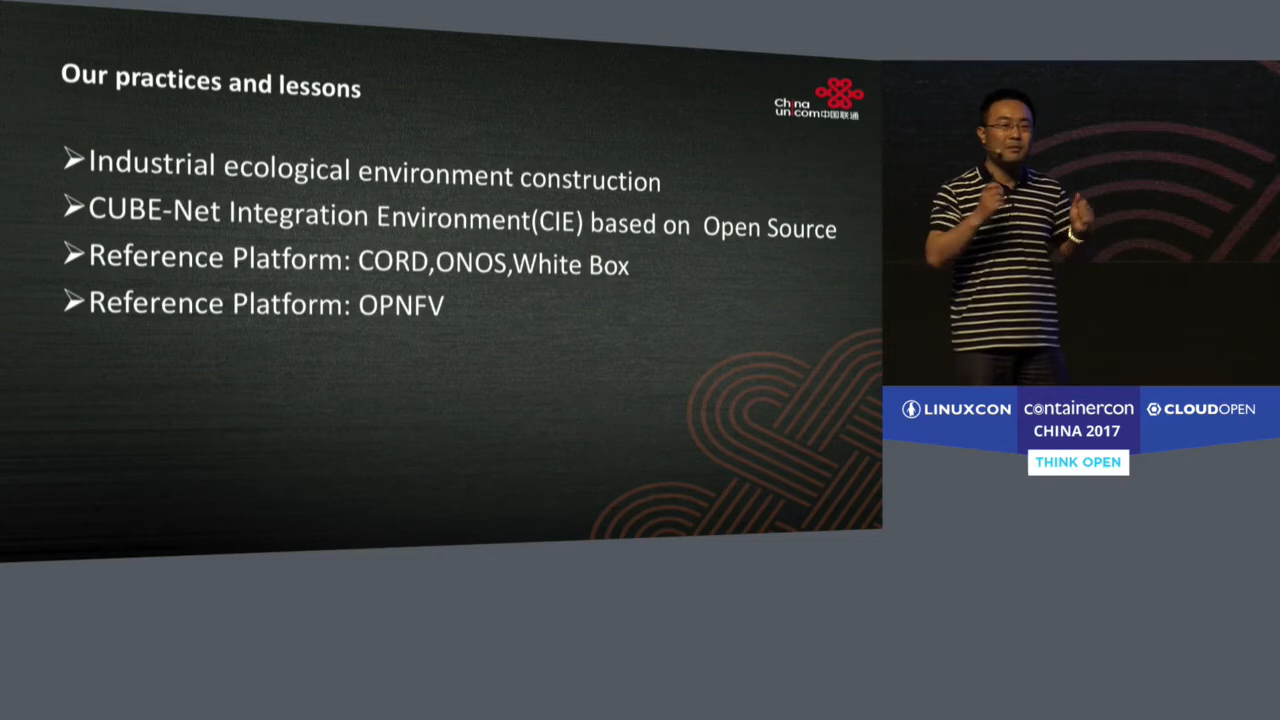 Our practices and lessons
China
unicom中国联通
➢Industrial ecological environment construction
➢CUBE-Net Integration Environment(CIE) based on Open Source
➢Reference Platform: CORD,ONOS,White Box
➢Reference Platform: OPNFV
LINUXCON containercon CLOUDOPEN
CHINA 2017
THINK OPEN